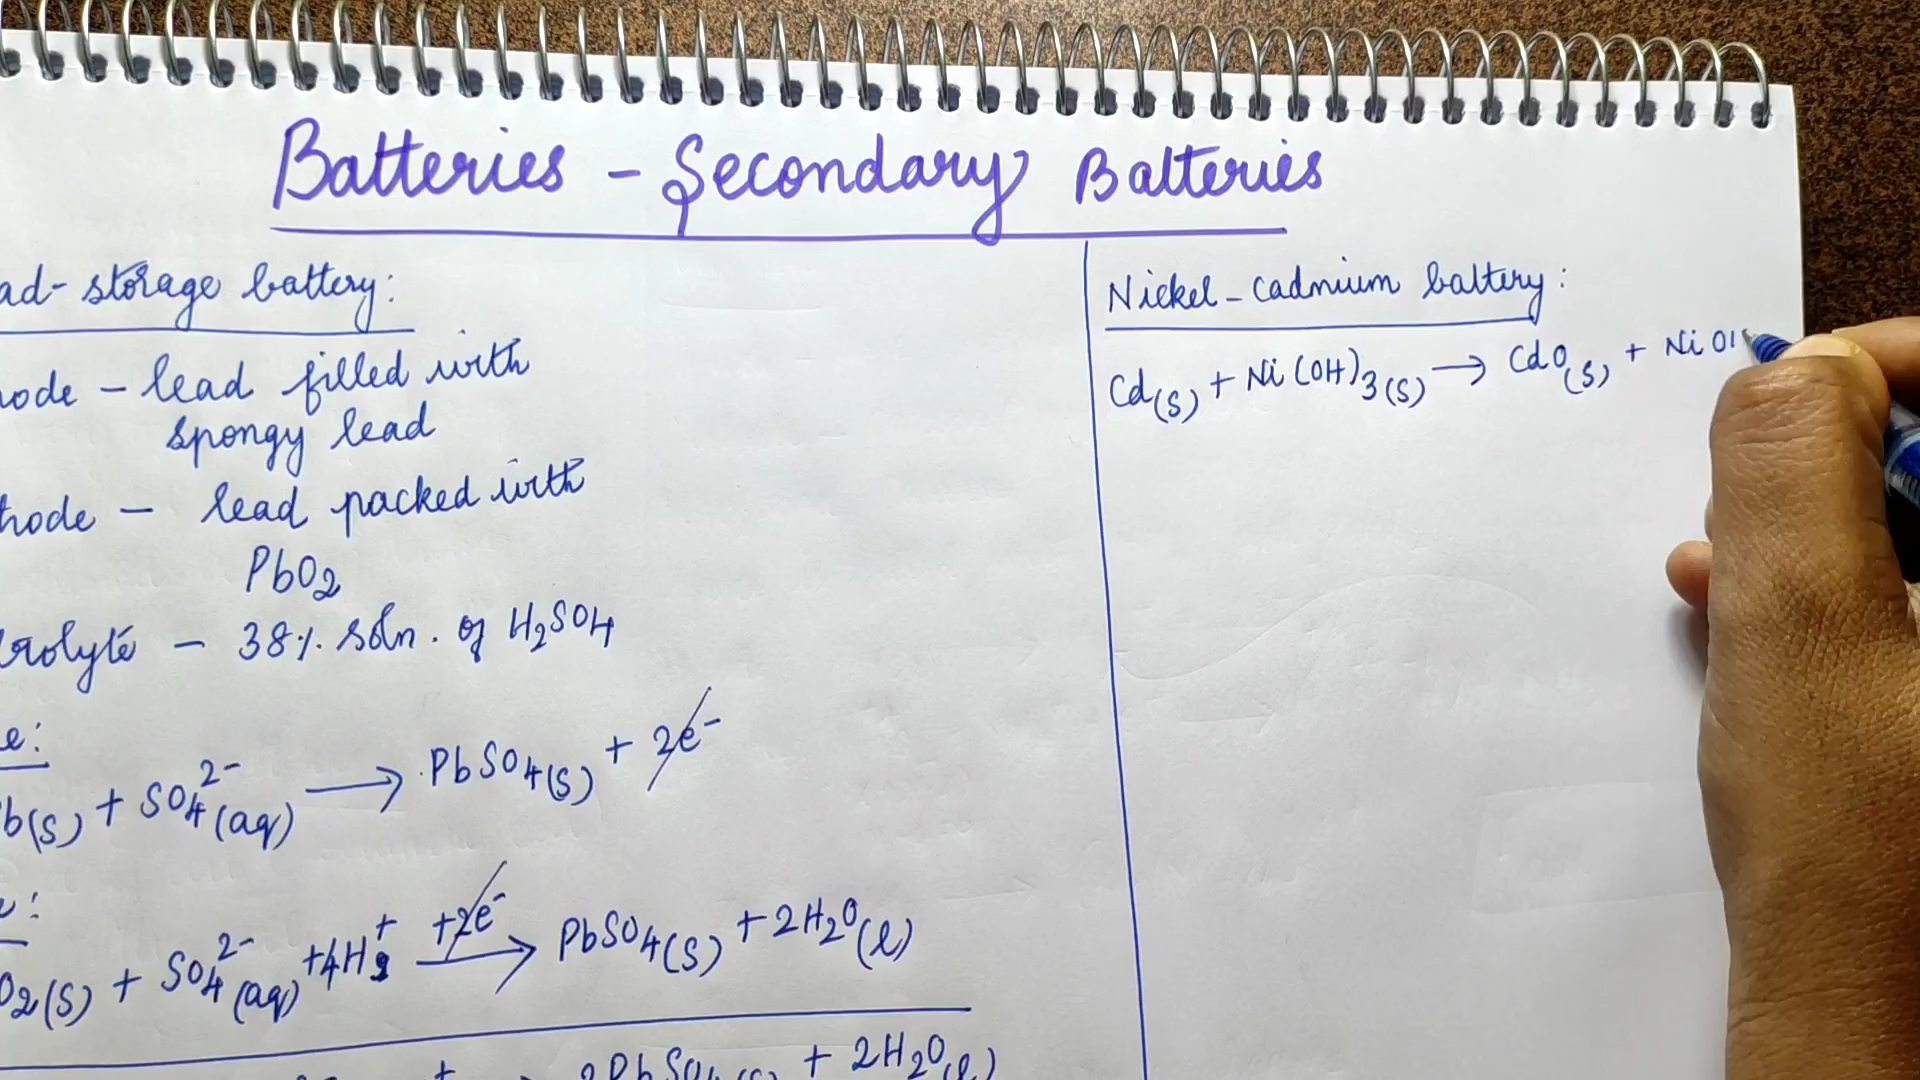 Batteries - Secondary Batteries
ad-storage battery:
ode - lead filled with
spongy lead
hode - lead packed with
PbO2
rolyte - 38% soln. of H2SO4
e:
b(s) + SO4^2-(aq) → PbSO4(s) + 2e-
:
O2(s) + SO4^2-(aq) + 4H+ +2e- → PbSO4(s) + 2H2O(l)
+ → 2PbSO4(s) + 2H2O(l)
Nickel-cadmium battery:
Cd(s) + Ni(OH)3(s) → CdO(s) + Ni